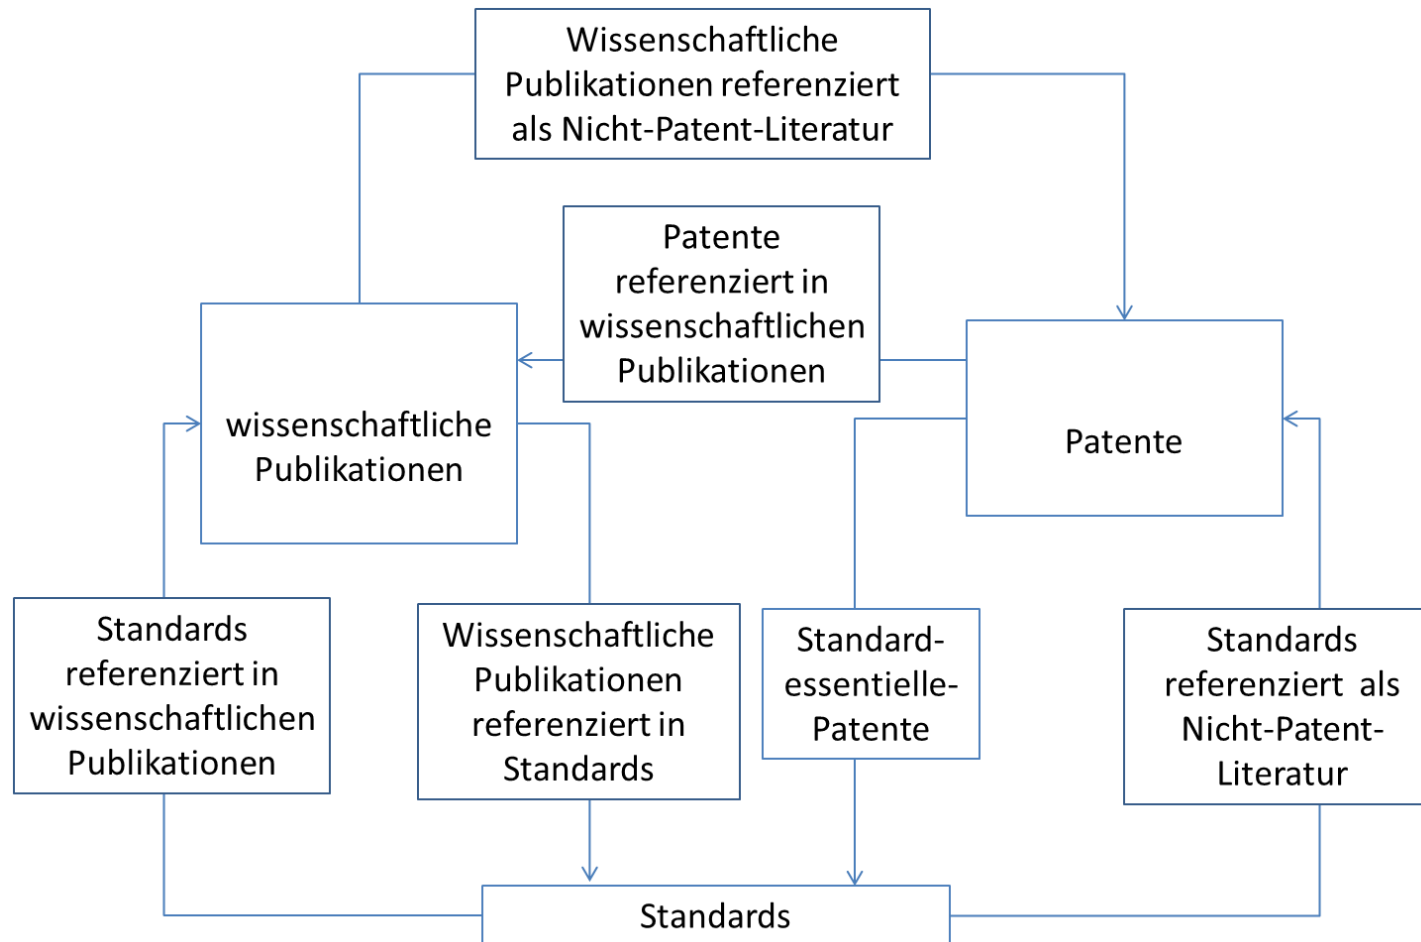 Wissenschaftliche
Publikationen referenziert
als Nicht-Patent-Literatur
Patente
referenziert in
wissenschaftlichen
Publikationen
wissenschaftliche
Publikationen
Patente
Standards
referenziert in
wissenschaftlichen
Publikationen
Wissenschaftliche
Publikationen
referenziert in
Standards
Standard-
essentielle-
Patente
Standards
referenziert als
Nicht-Patent-
Literatur
Standards